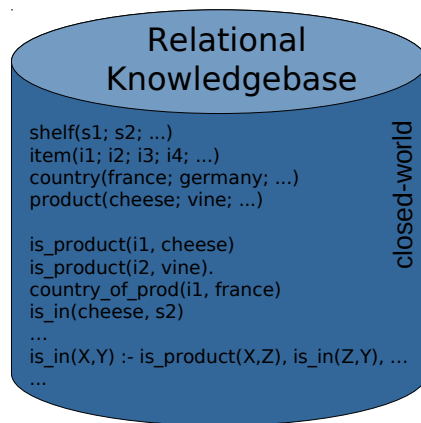 Relational
Knowledgebase
shelf(s1; s2; ...)
item(i1; i2; i3; i4; ...)
country(france; germany; ...)
product(cheese; vine; ...)
is_product(i1, cheese)
is_product(i2, vine).
country_of_prod(i1, france)
is_in(cheese, s2)
...
is_in(X,Y) :- is_product(X,Z), is_in(Z,Y), ...
...
closed-world